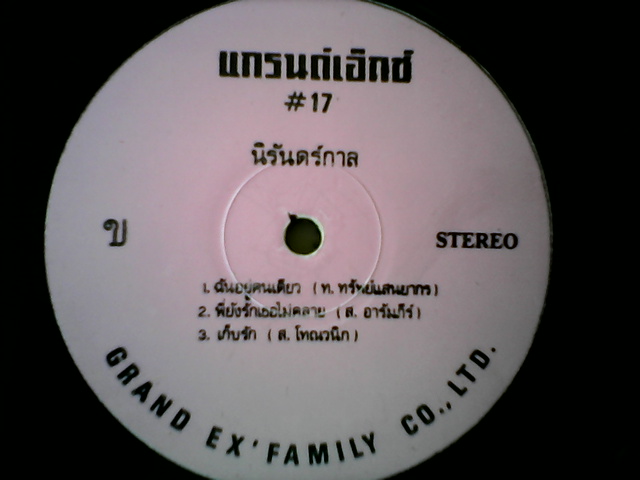 แกรนด์เอ็กซ์
#17
นิรันดร์กาล
ข
STEREO
1. ฉันอยู่คนเดียว (ท. ทรัพย์แสนยากร)
2. พี่ยังรักเธอไม่คลาย (ส. อารัมภีร์)
3. เก็บรัก (ส. โทณวนิก)
GRAND EX' FAMILY CO., LTD.